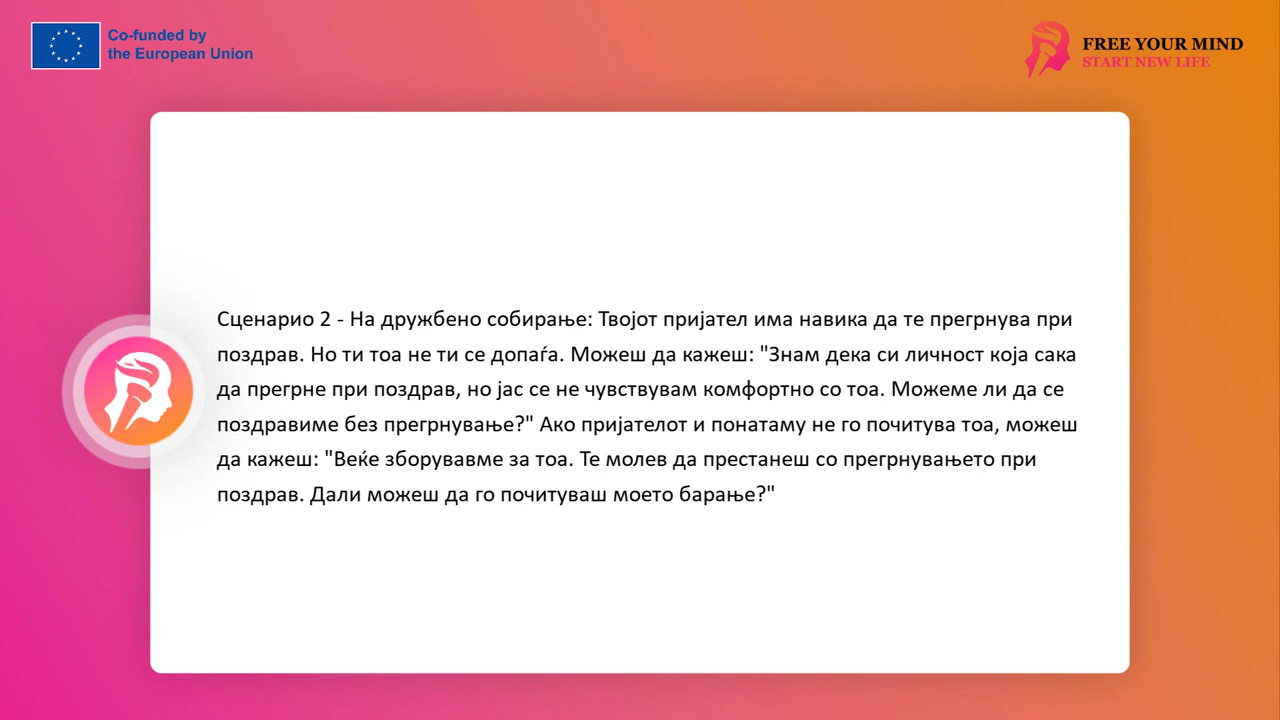 Co-funded by
the European Union
FREE YOUR MIND
START NEW LIFE
Сценарио 2 - На дружбено собирање: Твојот пријател има навика да те прегрнува при
поздрав. Но ти тоа не ти се допаѓа. Можеш да кажеш: "Знам дека си личност која сака
да прегрне при поздрав, но јас се не чувствувам комфортно со тоа. Можеме ли да се
поздравиме без прегрнување?" Ако пријателот и понатаму не го почитува тоа, можеш
да кажеш: "Веќе зборувавме за тоа. Те молев да престанеш со прегрнувањето при
поздрав. Дали можеш да го почитуваш моето барање?"